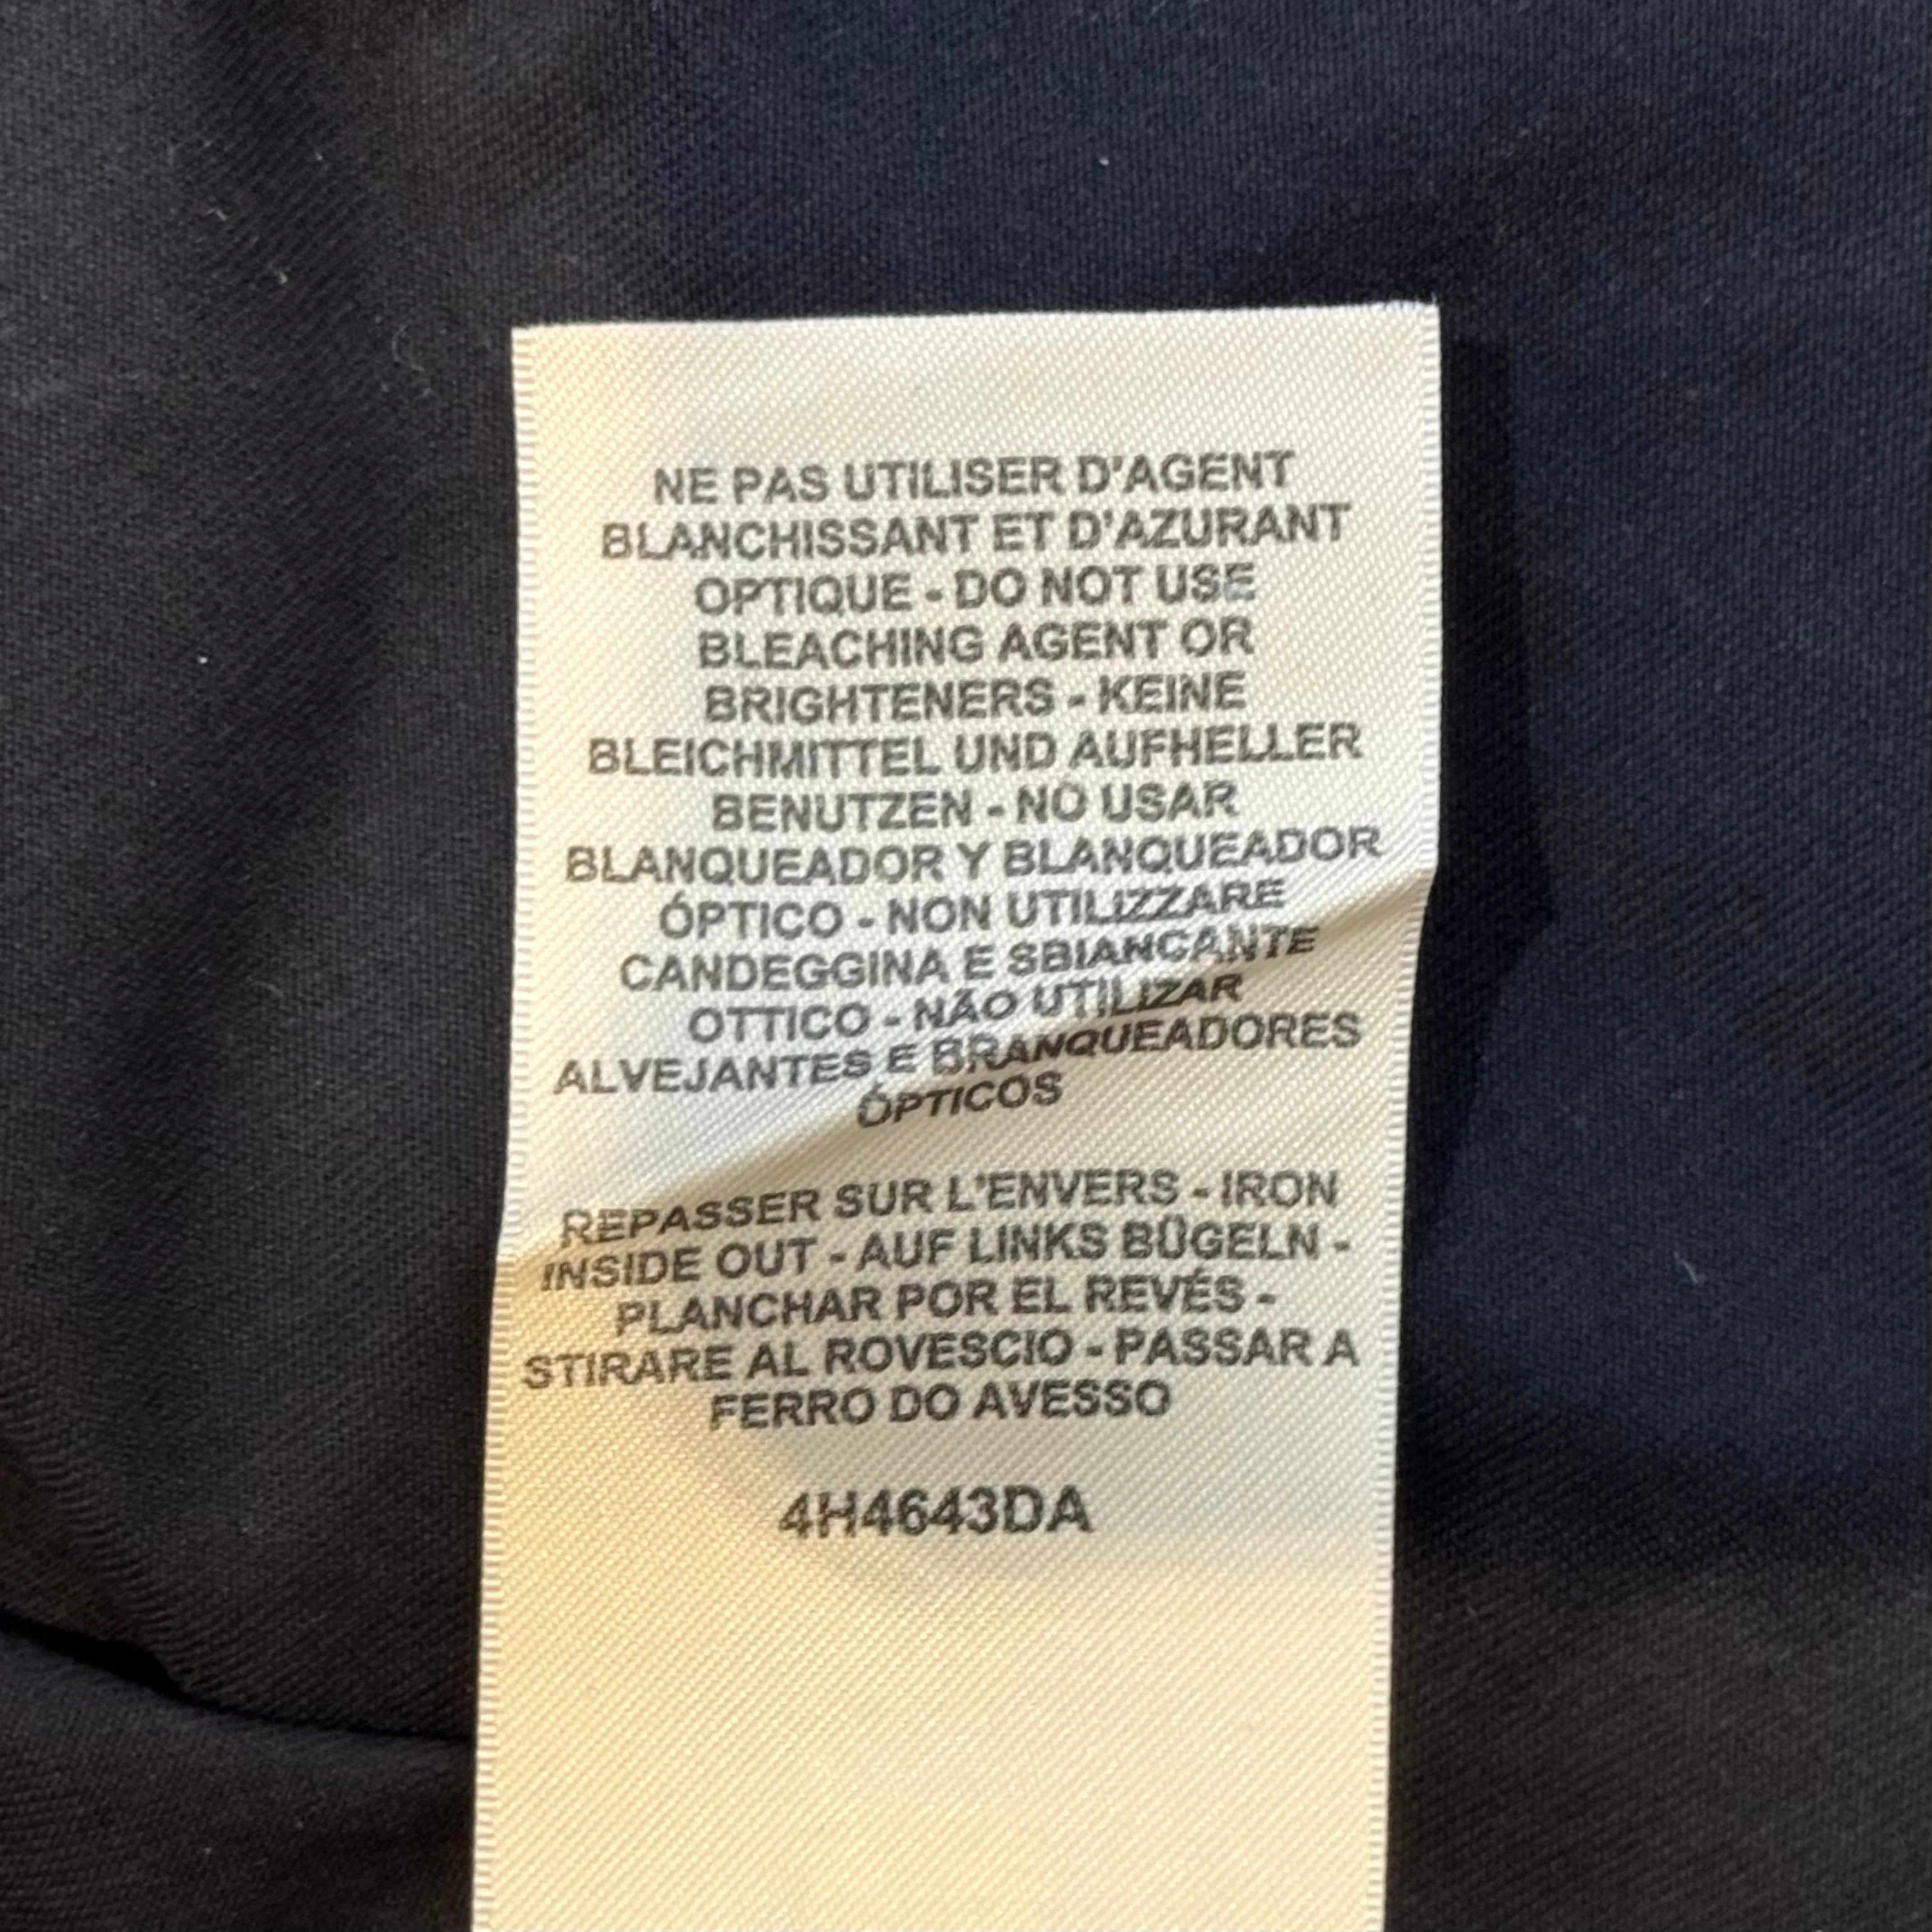 NE PAS UTILISER D'AGENT
BLANCHISSANT ET D'AZURANT
OPTIQUE - DO NOT USE
BLEACHING AGENT OR
BRIGHTENERS - KEINE
BLEICHMITTEL UND AUFHELLER
BENUTZEN - NO USAR
BLANQUEADOR Y BLANQUEADOR
ÓPTICO - NON UTILIZZARE
CANDEGGINA E SBIANCANTE
OTTICO - NÃO UTILIZAR
ALVEJANTES E BRANQUEADORES
ÓPTICOS
REPASSER SUR L'ENVERS - IRON
INSIDE OUT - AUF LINKS BÜGELN -
PLANCHAR POR EL REVÉS -
STIRARE AL ROVESCIO - PASSAR A
FERRO DO AVESSO
4H4643DA